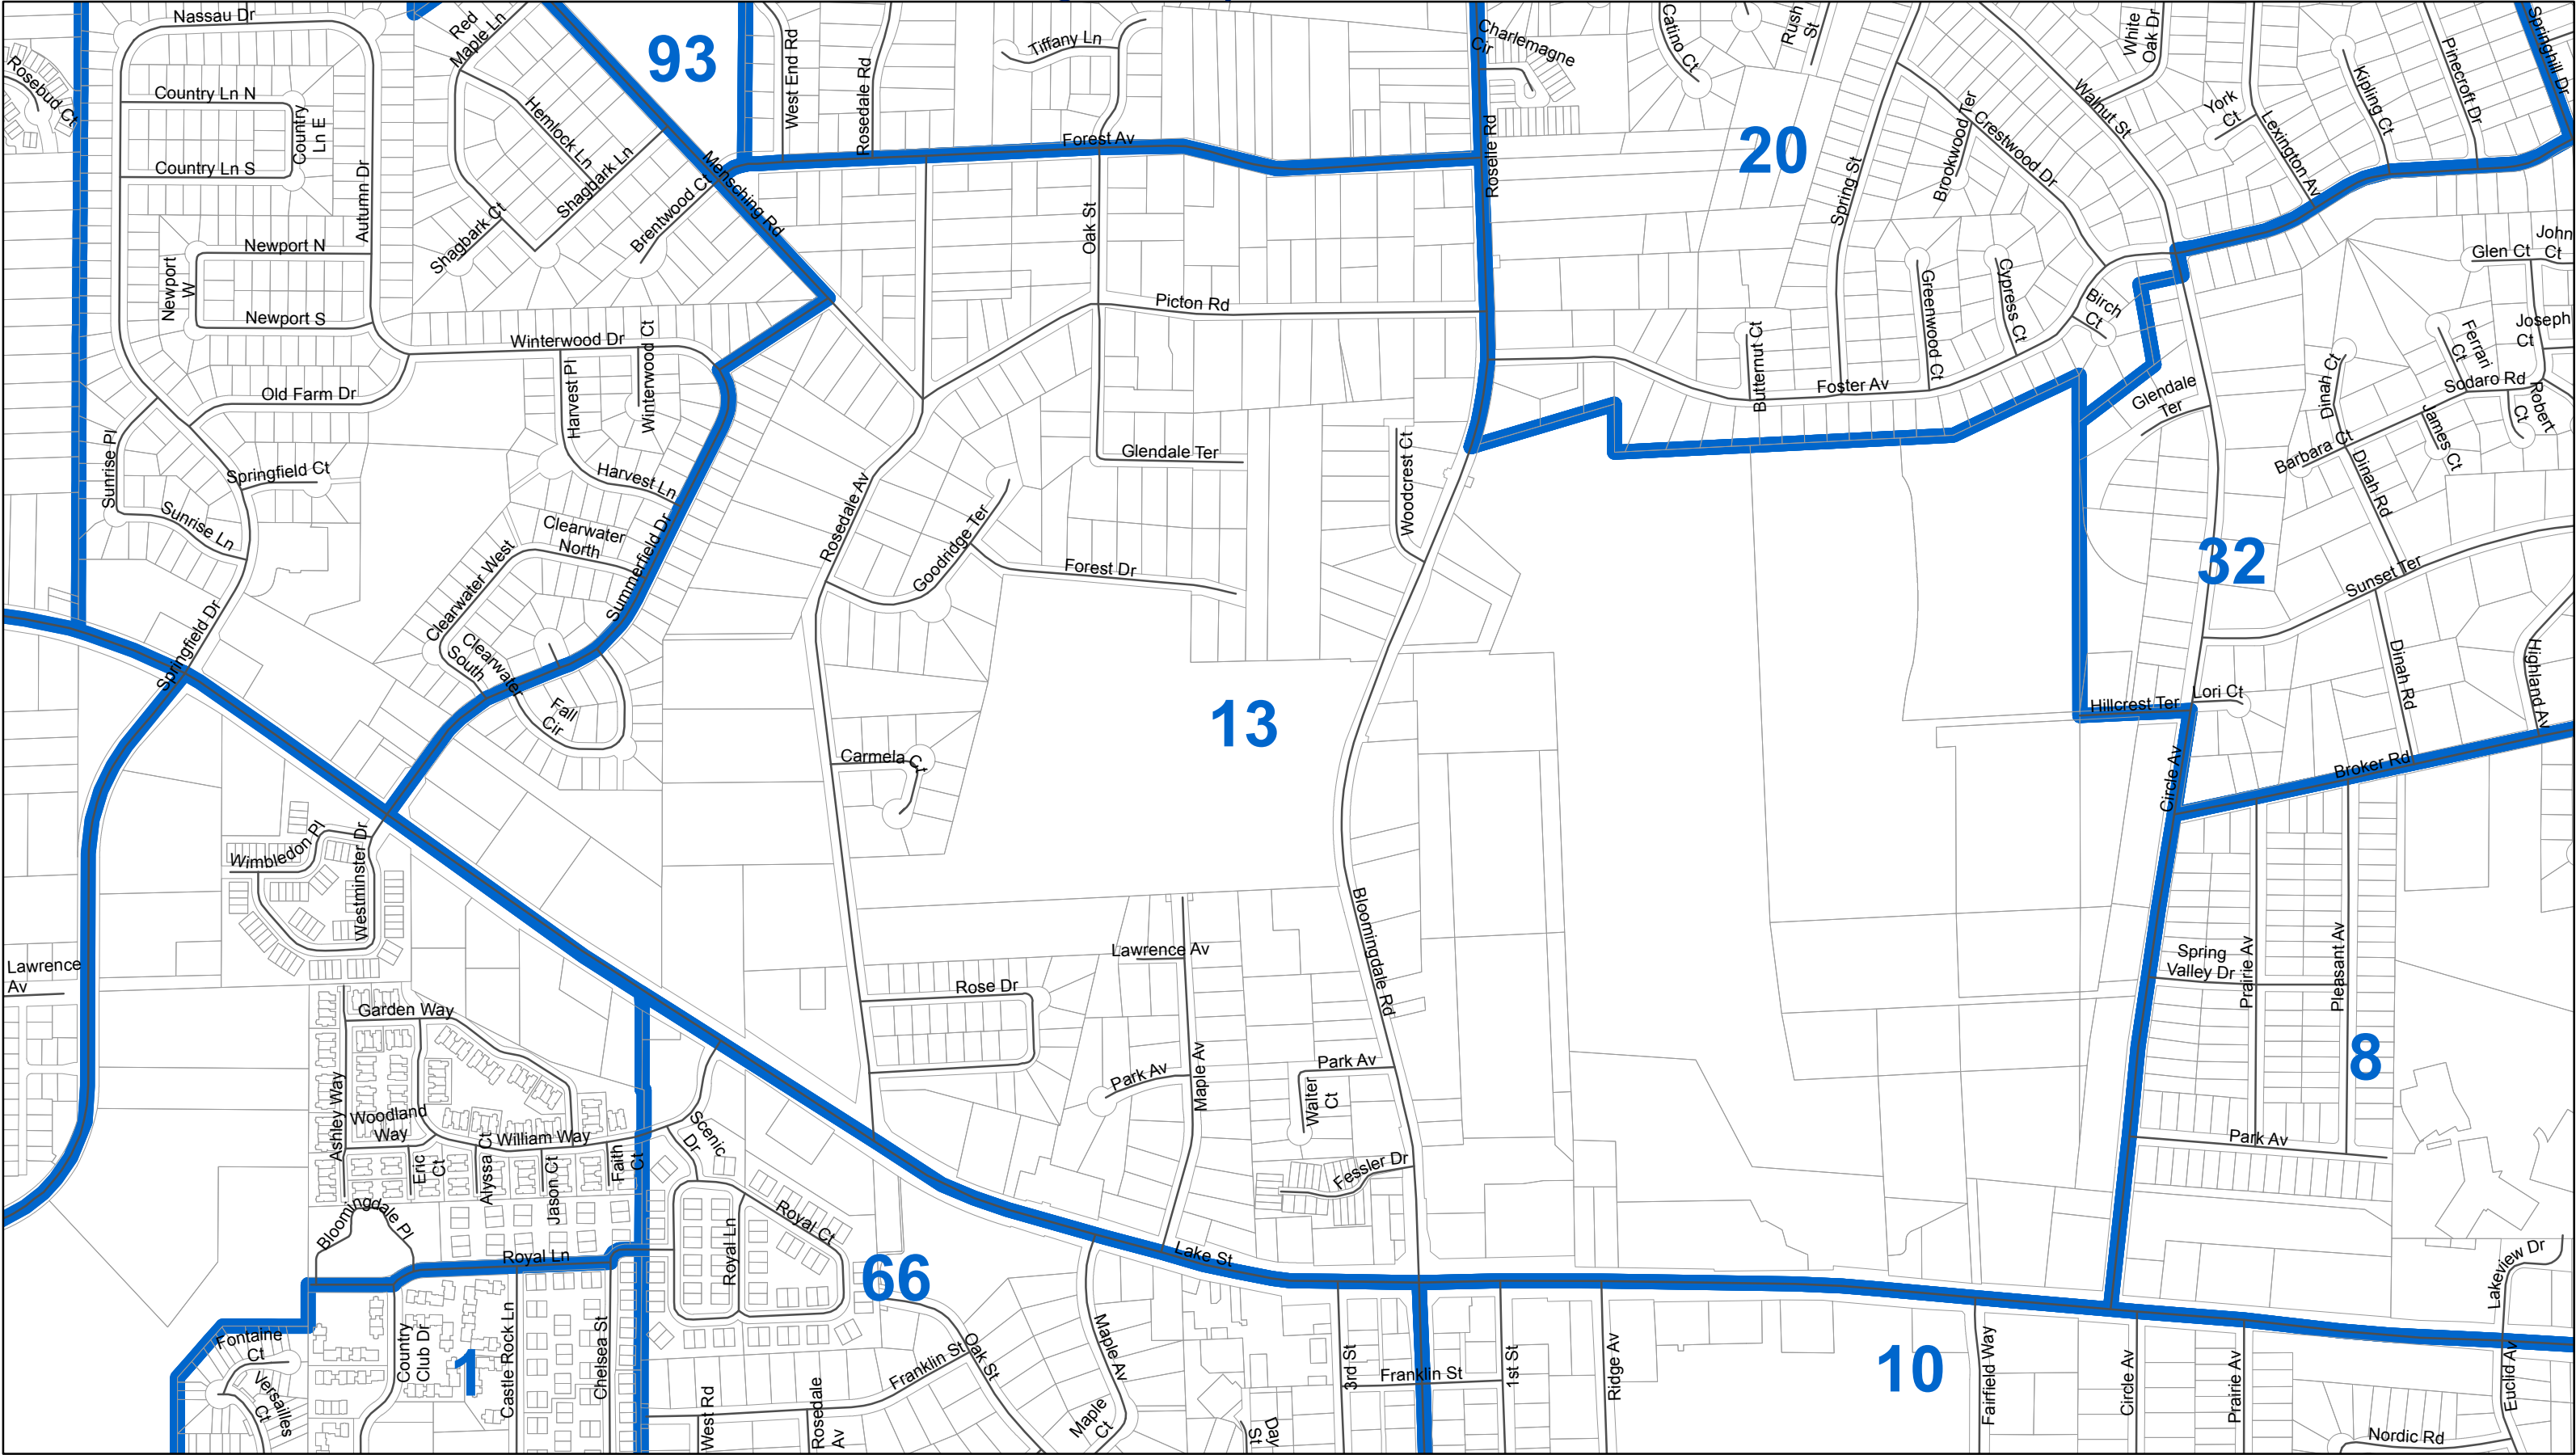 Nassau Dr
Red
Maple Ln
93
West End Rd
Rosedale Rd
Tiffany Ln
Charlemagne
Cir
Catino Ct
Rush
St
White
Oak Dr
Springhill Dr
Rosebud Ct
Country Ln N
Country
Ln E
Country Ln S
Autumn Dr
Hemlock Ln
Shagbark Ln
Shagbark Ct
Brentwood Ct
Mensching Rd
Forest Av
Roselle Rd
20
Spring St
Brookwood Ter
Crestwood Dr
Walnut St
York
Ct
Lexington Av
Kipling Ct
Pinecroft Dr
Newport N
Newport
W
Newport S
Oak St
Picton Rd
Greenwood Ct
Cypress Ct
Birch
Ct
Glen Ct
John
Ct
Joseph
Ct
Ferrari
Ct
Sodaro Rd
Robert
Ct
Winterwood Dr
Winterwood Ct
Harvest Pl
Old Farm Dr
Butternut Ct
Foster Av
Glendale
Ter
Dinah Ct
Barbara Ct
James Ct
Dinah Rd
Sunrise Pl
Springfield Ct
Sunrise Ln
Harvest Ln
Clearwater
North
Clearwater West
Summerfield Dr
Rosedale Av
Goodridge Ter
Glendale Ter
Forest Dr
Woodcrest Ct
32
Sunset Ter
Springfield Dr
Clearwater
South
Fall
Cir
13
Hillcrest Ter
Lori Ct
Dinah Rd
Highland Av
Carmela Ct
Circle Av
Broker Rd
Wimbledon Pl
Westminster Dr
Bloomingdale Rd
Lawrence
Av
Lawrence Av
Rose Dr
Spring
Valley Dr
Prairie Av
Pleasant Av
8
Garden Way
Ashley Way
Woodland
Way
William Way
Eric
Ct
Alyssa Ct
Jason Ct
Faith
Ct
Scenic
Dr
Park Av
Maple Av
Park Av
Walter
Ct
Fessler Dr
Park Av
Bloomingdale Pl
Royal Ln
Royal Ln
Royal Ct
66
Lake St
Lakeview Dr
Fontaine
Ct
Versailles
Ct
Country
Club Dr
1
Castle Rock Ln
Chelsea St
West Rd
Rosedale
Av
Franklin St
Oak St
Maple Av
Maple
Ct
Day
St
3rd St
Franklin St
1st St
Ridge Av
10
Fairfield Way
Circle Av
Prairie Av
Euclid Av
Nordic Rd